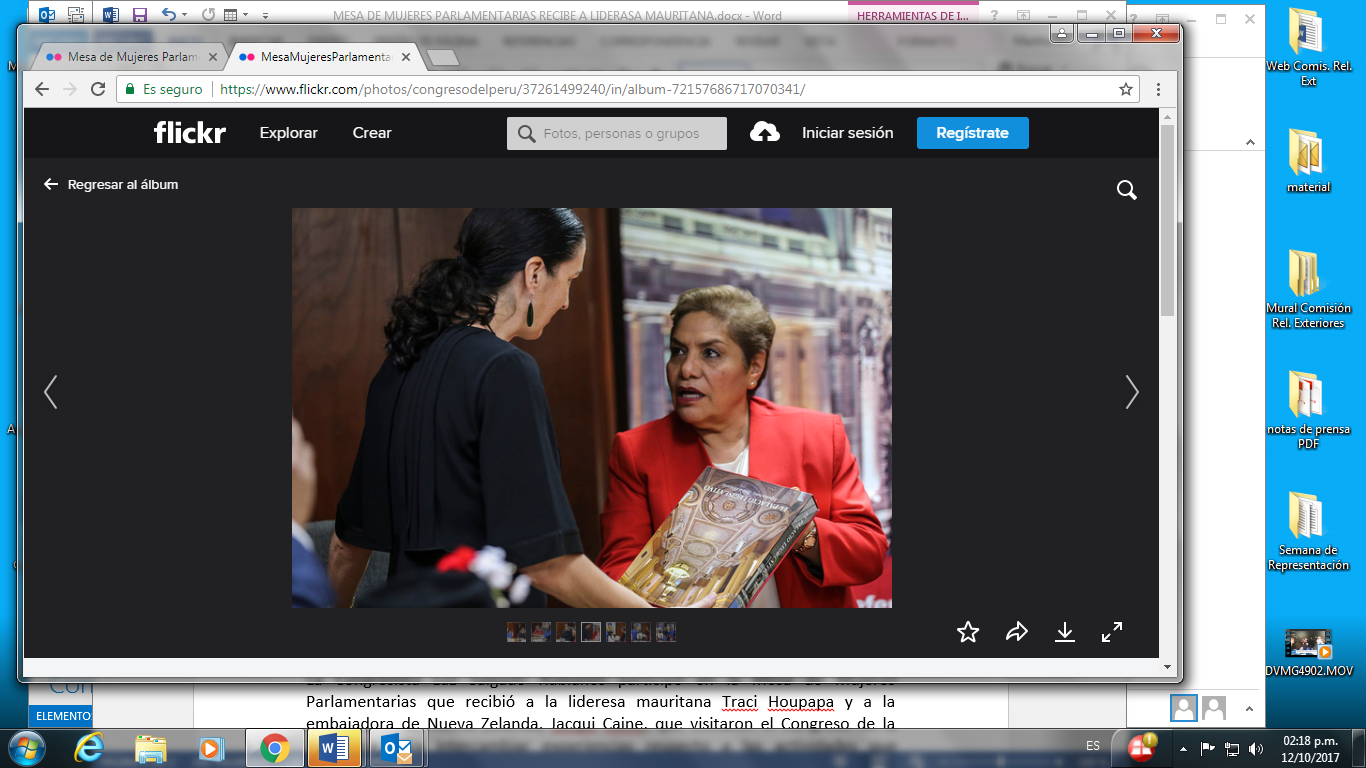 MESA DE MUJERES PARLAMENTARIAS RECIBE A LIDERASA MAURITANA.docx - Word
HERRAMIENTAS DE I...
Mesa de Mujeres Parlam
MesaMujeresParlamenta
Es seguro
https://www.flickr.com/photos/congresodelperu/37261499240/in/album-72157686717070341/
flickr
Explorar
Crear
Fotos, personas o grupos
Iniciar sesión
Regístrate
Regresar al álbum
Parlamentarias que recibió a la lideresa mauritana Traci Houpapa y a la
embajadora de Nueva Zelanda, Jacqui Caine, que visitaron el Congreso de la
ELEMENTO
Web Comis. Rel.
Ext
material
Mural Comisión
Rel. Exteriores
notas de prensa
PDF
Semana de
Representación
DVMG4902.MOV
ES
02:18 p.m.
12/10/2017